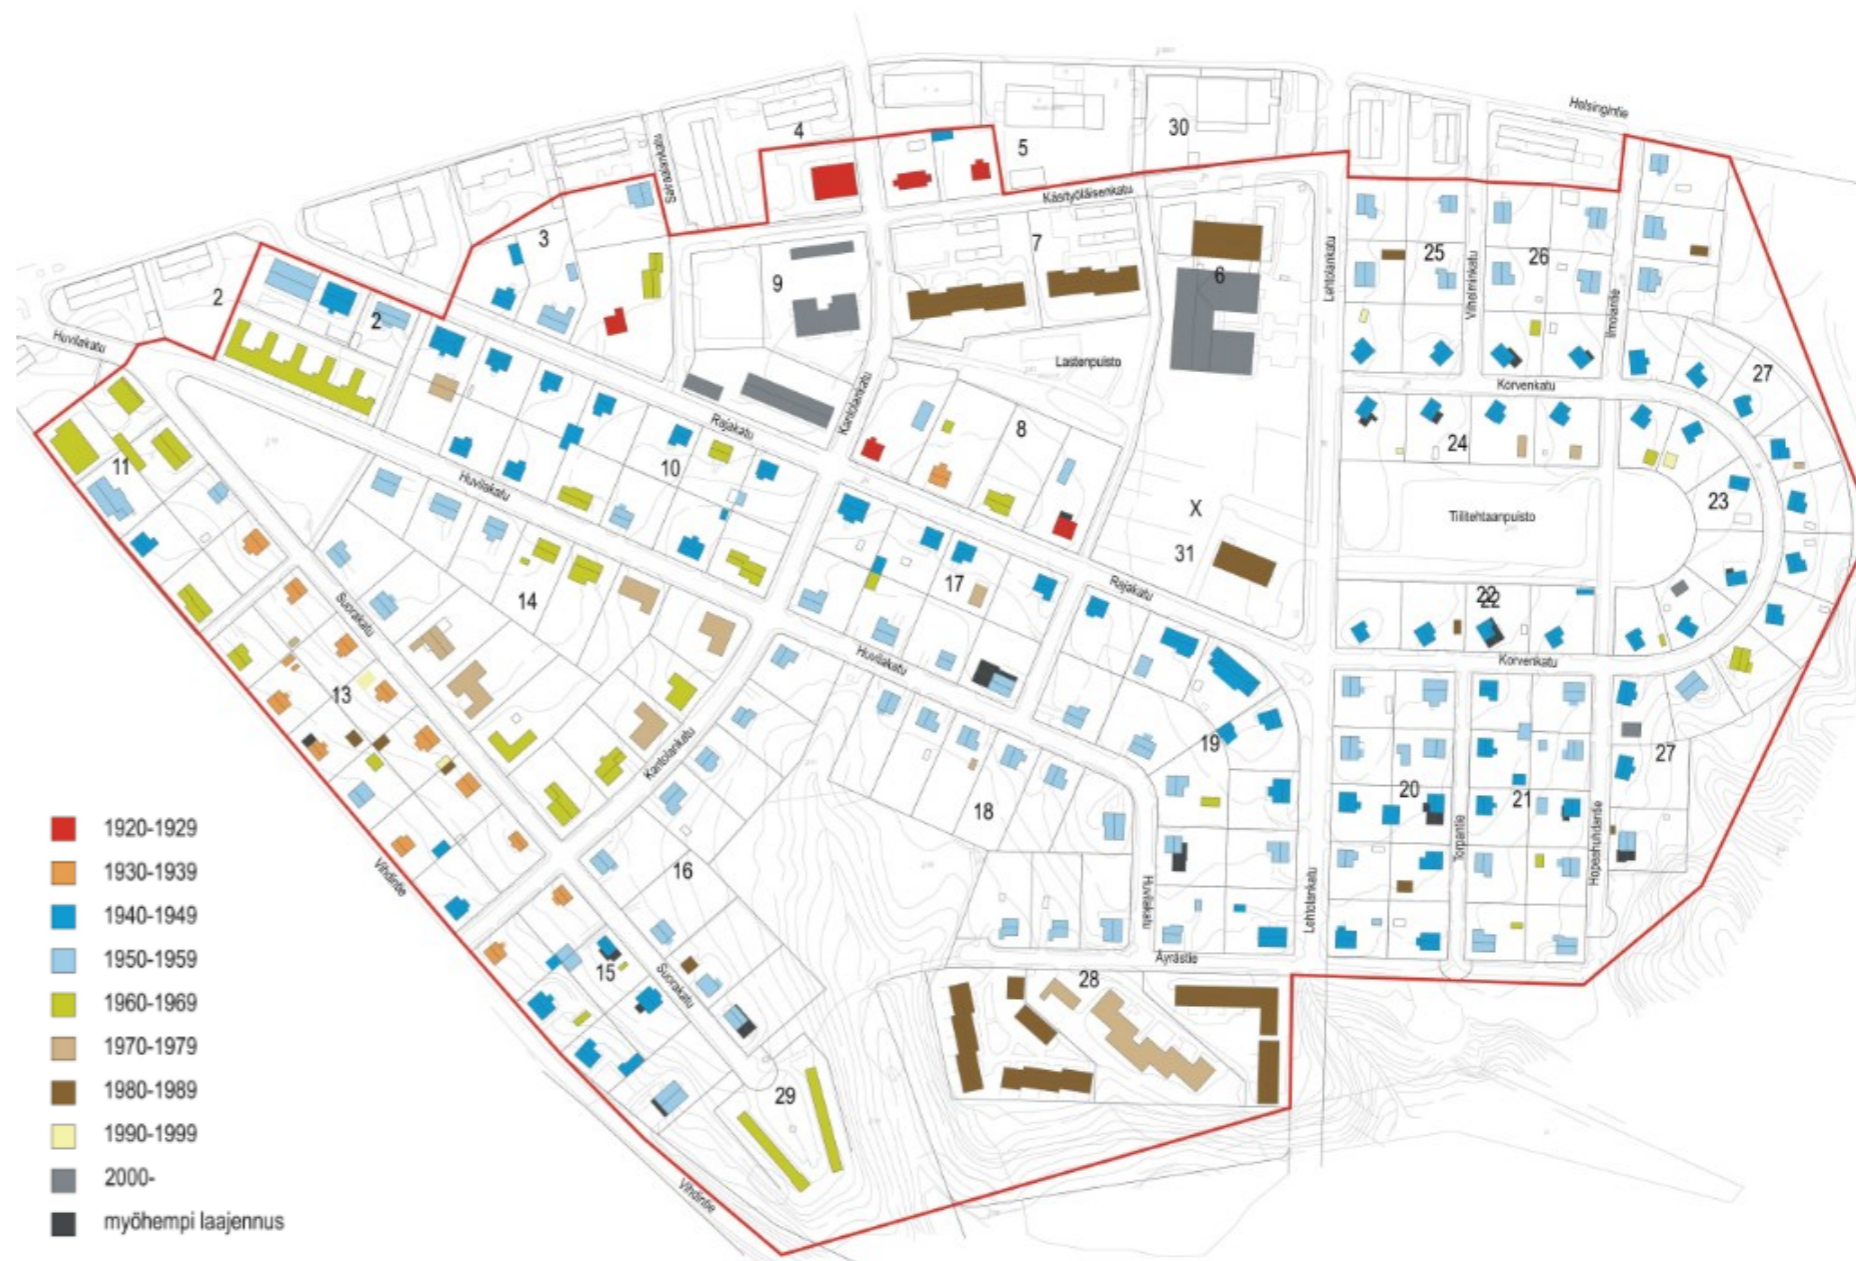 Helsingintie
4
5
30
Sairaalankatu
Käsityöläisenkatu
3
7
2
9
6
25
26
Lehtolankatu
Vilhelminkatu
Ilmolantie
2
Huvilakatu
Lastenpuisto
27
Korvenkatu
Kantolankatu
Rajakatu
8
24
11
10
Huvilakatu
23
X
Tiilitehtaanpuisto
31
17
Rajakatu
14
Suorakatu
22
22
Huvilakatu
Korvenkatu
13
19
27
Kantolankatu
20
21
18
Torpantie
Hopeahuhdantie
16
Vihdintie
Huvilakatu
Lehtolankatu
Äyrästie
15
Suorakatu
28
29
Vihdintie
1920-1929
1930-1939
1940-1949
1950-1959
1960-1969
1970-1979
1980-1989
1990-1999
2000-
myöhempi laajennus